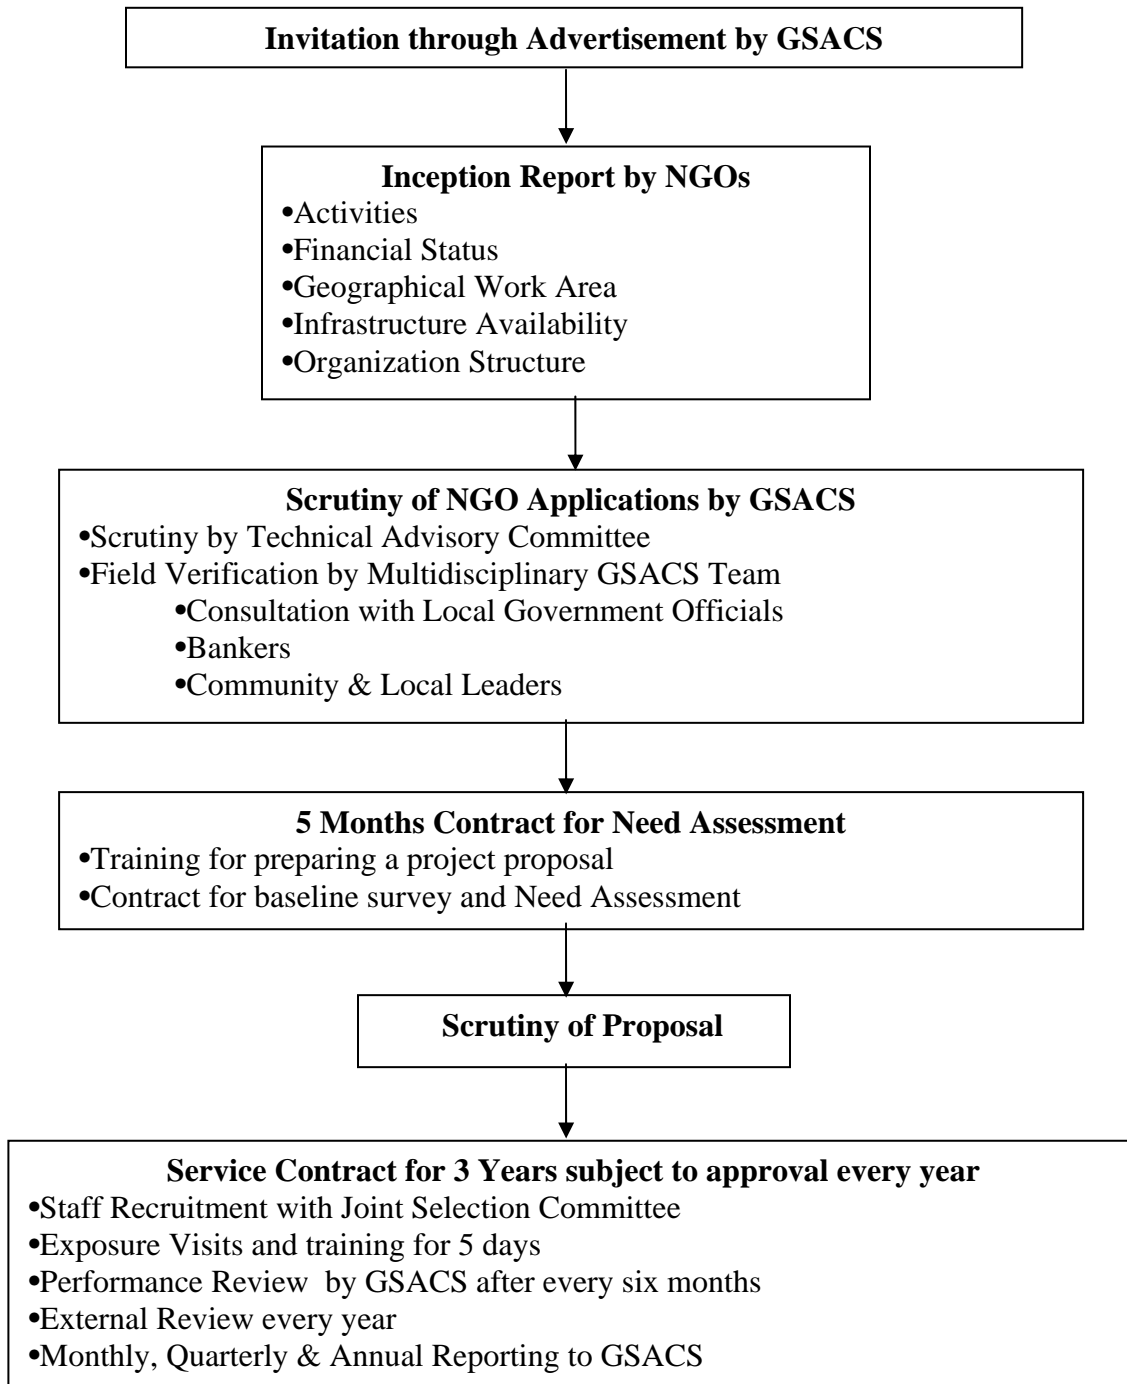 Invitation through Advertisement by GSACS
Inception Report by NGOs
•Activities
•Financial Status
•Geographical Work Area
•Infrastructure Availability
•Organization Structure
Scrutiny of NGO Applications by GSACS
•Scrutiny by Technical Advisory Committee
•Field Verification by Multidisciplinary GSACS Team
•Consultation with Local Government Officials
•Bankers
•Community & Local Leaders
5 Months Contract for Need Assessment
•Training for preparing a project proposal
•Contract for baseline survey and Need Assessment
Scrutiny of Proposal
Service Contract for 3 Years subject to approval every year
•Staff Recruitment with Joint Selection Committee
•Exposure Visits and training for 5 days
•Performance Review  by GSACS after every six months
•External Review every year
•Monthly, Quarterly & Annual Reporting to GSACS